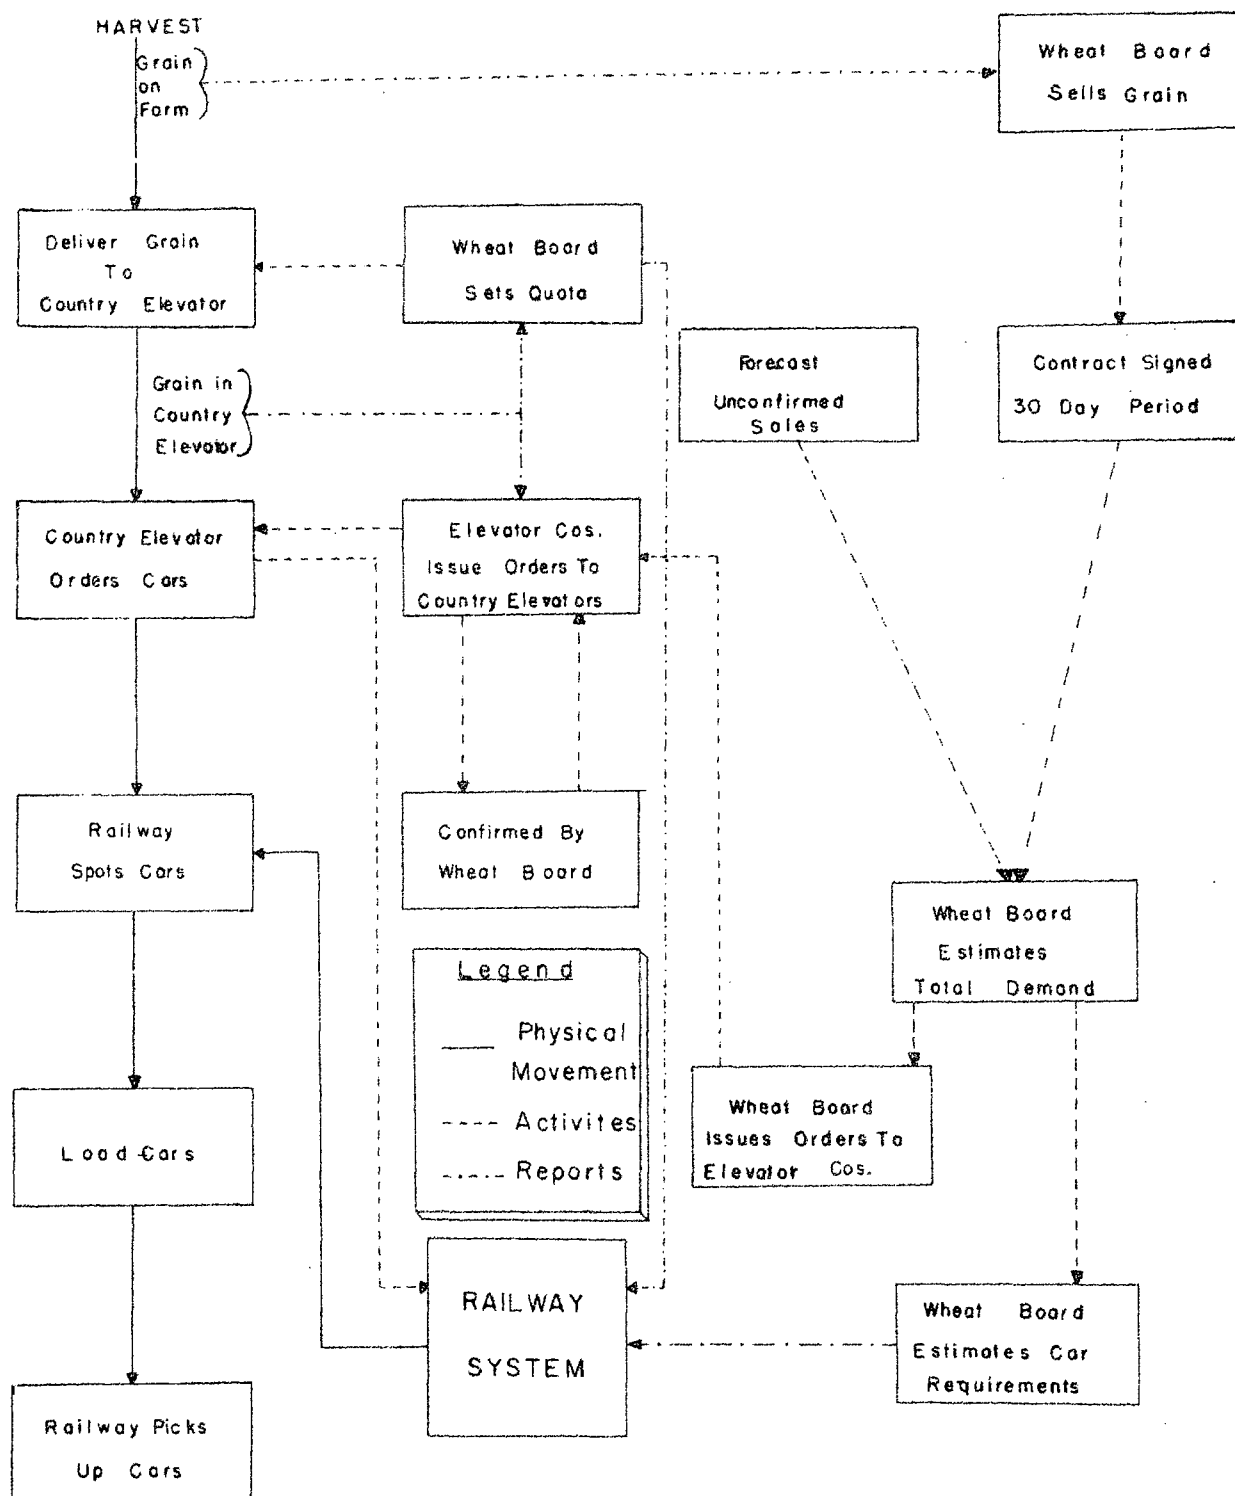 HARVEST
Grain
on
Farm
Wheat Board
Sells Grain
Deliver Grain
To
Country Elevator
Wheat Board
Sets Quota
Forecast
Unconfirmed
Sales
Contract Signed
30 Day Period
Grain in
Country
Elevator
Country Elevator
Orders Cars
Elevator Cos.
Issue Orders To
Country Elevators
Railway
Spots Cars
Confirmed By
Wheat Board
Wheat Board
Estimates
Total Demand
Legend
Physical
Movement
Activites
Reports
Load Cars
Wheat Board
Issues Orders To
Elevator Cos.
RAILWAY
SYSTEM
Wheat Board
Estimates Car
Requirements
Railway Picks
Up Cars